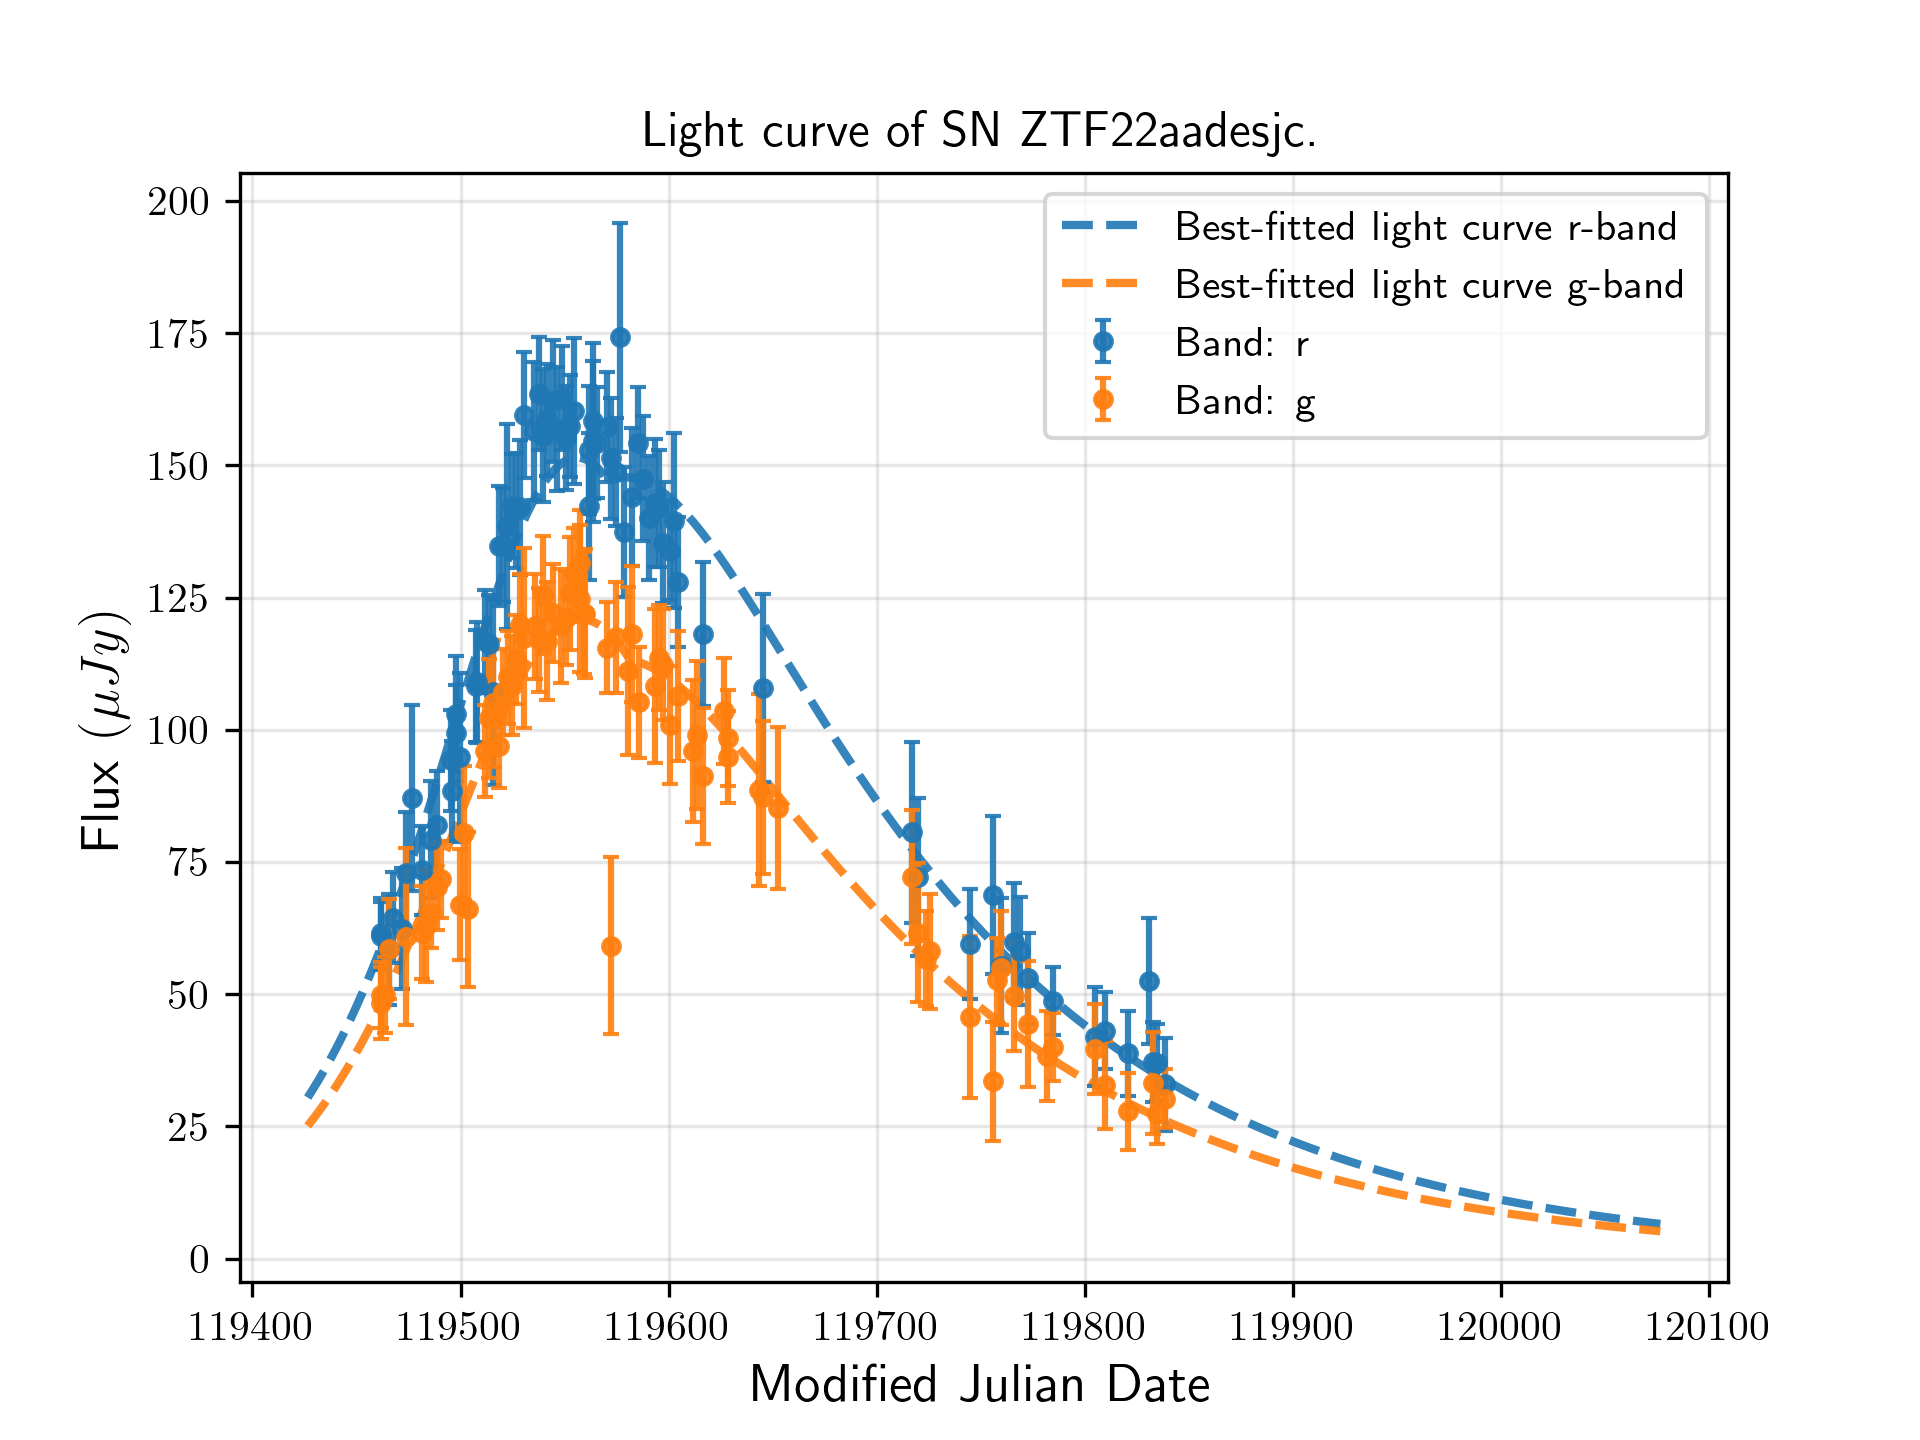 Light curve of SN ZTF22aadesjc.
200
175
150
125
100
75
50
25
0
Flux (μJy)
Best-fitted light curve r-band
Best-fitted light curve g-band
Band: r
Band: g
119400 119500 119600 119700 119800 119900 120000 120100
Modified Julian Date